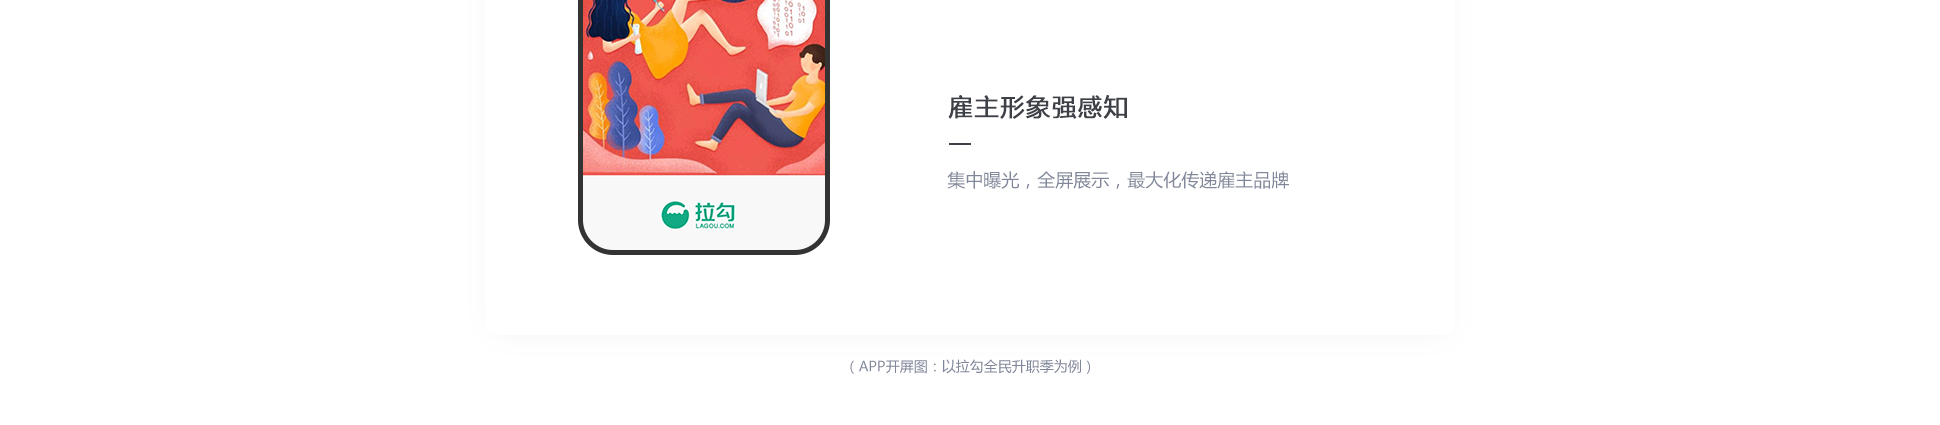 雇主形象强感知
集中曝光，全屏展示，最大化传递雇主品牌
拉勾
LAGOU.COM
（ APP开屏图：以拉勾全民升职季为例 ）